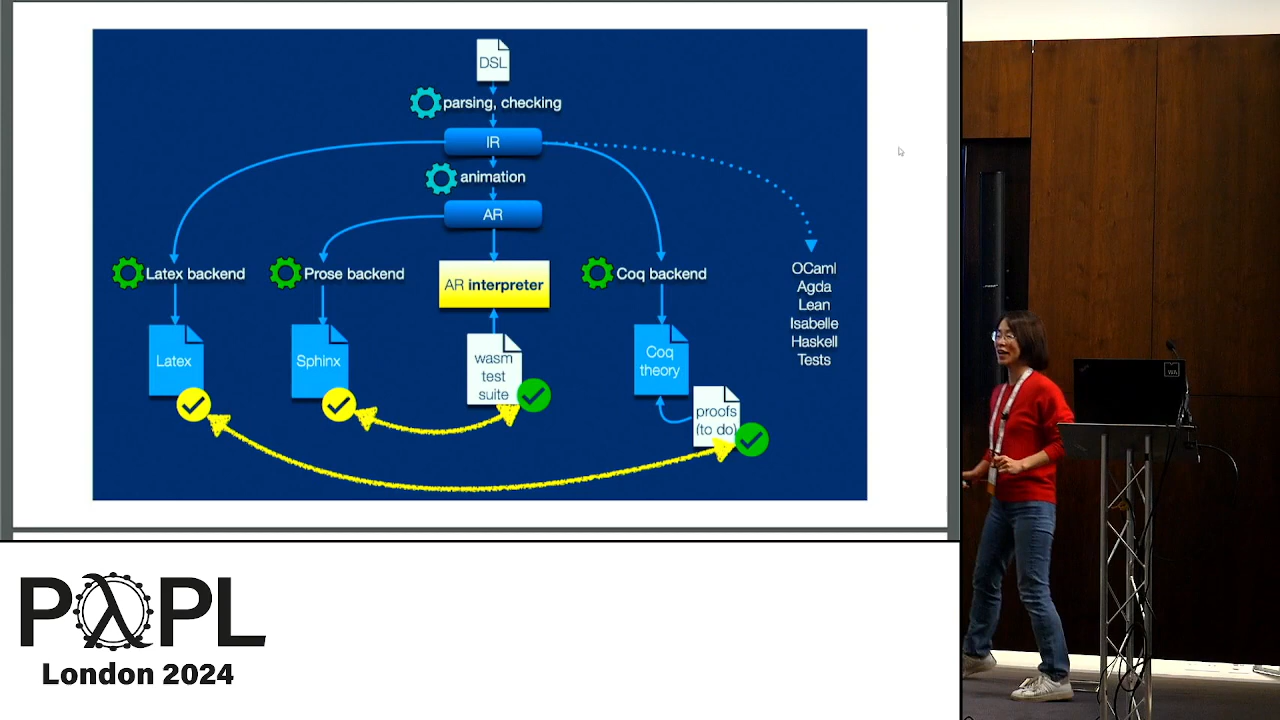 DSL
parsing, checking
IR
animation
AR
Latex backend
Prose backend
AR interpreter
Coq backend
OCaml
Agda
Lean
Isabelle
Haskell
Tests
Latex
Sphinx
wasm
test
suite
Coq
theory
proofs
(to do)
PλPL
London 2024
WA